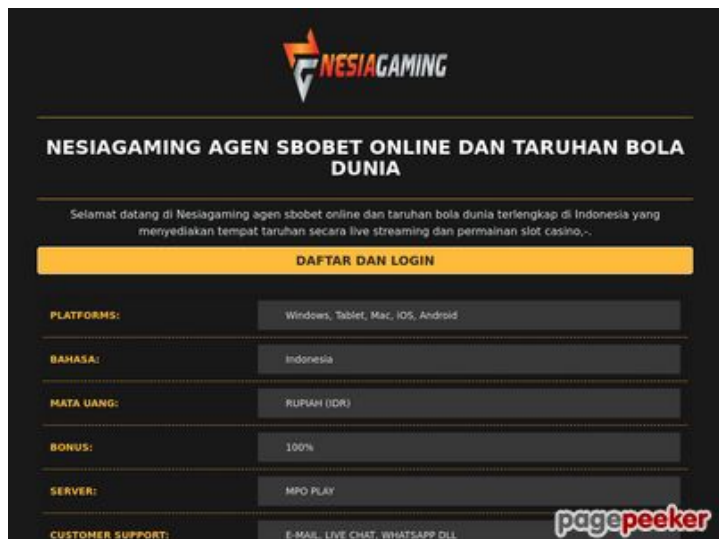 NESIAGAMING
NESIAGAMING AGEN SBOBET ONLINE DAN TARUHAN BOLA
DUNIA
Selamat datang di Nesiagaming agen sbobet online dan taruhan bola dunia terlengkap di Indonesia yang
menyediakan tempat taruhan secara live streaming dan permainan slot casino,-.
DAFTAR DAN LOGIN
PLATFORMS: Windows, Tablet, Mac, iOS, Android
BAHASA: Indonesia
MATA UANG: RUPIAH (IDR)
BONUS: 100%
SERVER: MPO PLAY
CUSTOMER SUPPORT: E-MAIL, LIVE CHAT, WHATSAPP DLL
pagepeeker